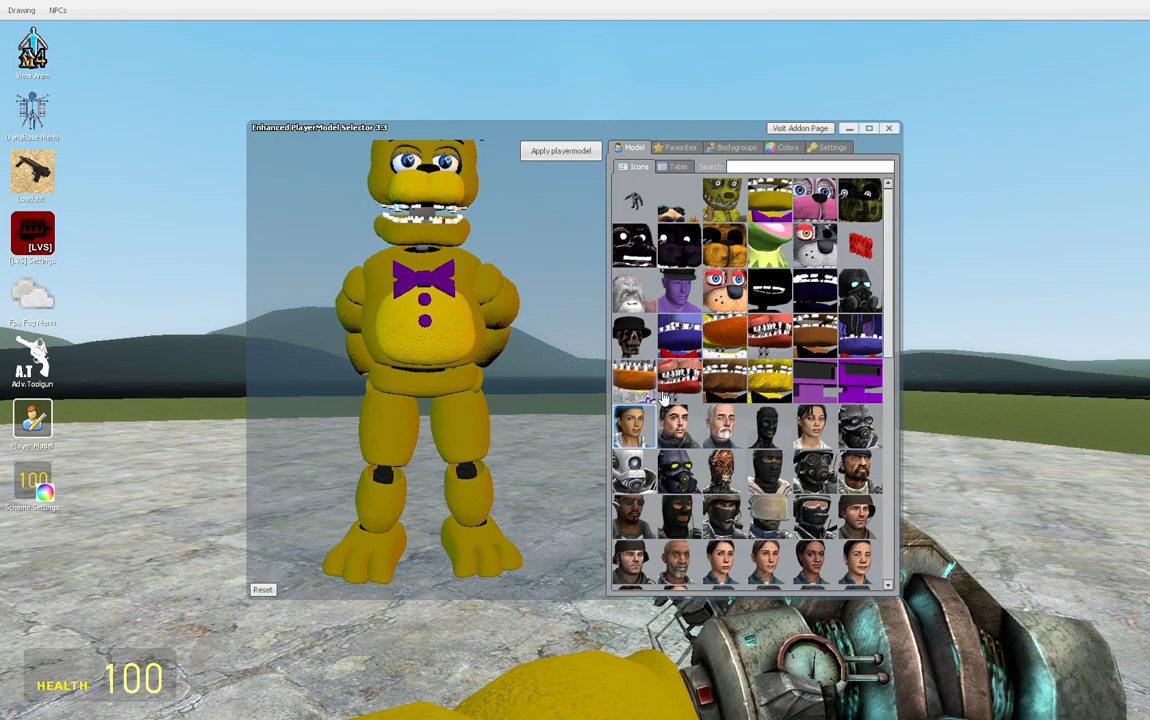 Drawing NPCs
View Anim
DynaBase Menu
Loadout
[LVS]
[LVS] Settings
Fps Fog Menu
A.T
Adv.Toolgun
Player Model
100
Scheme Settings
Enhanced PlayerModel Selector 3.3
Visit Addon Page
Apply playermodel
Model Favorites Bodygroups Colors Settings
Icons Table Search:
Reset
HEALTH 100